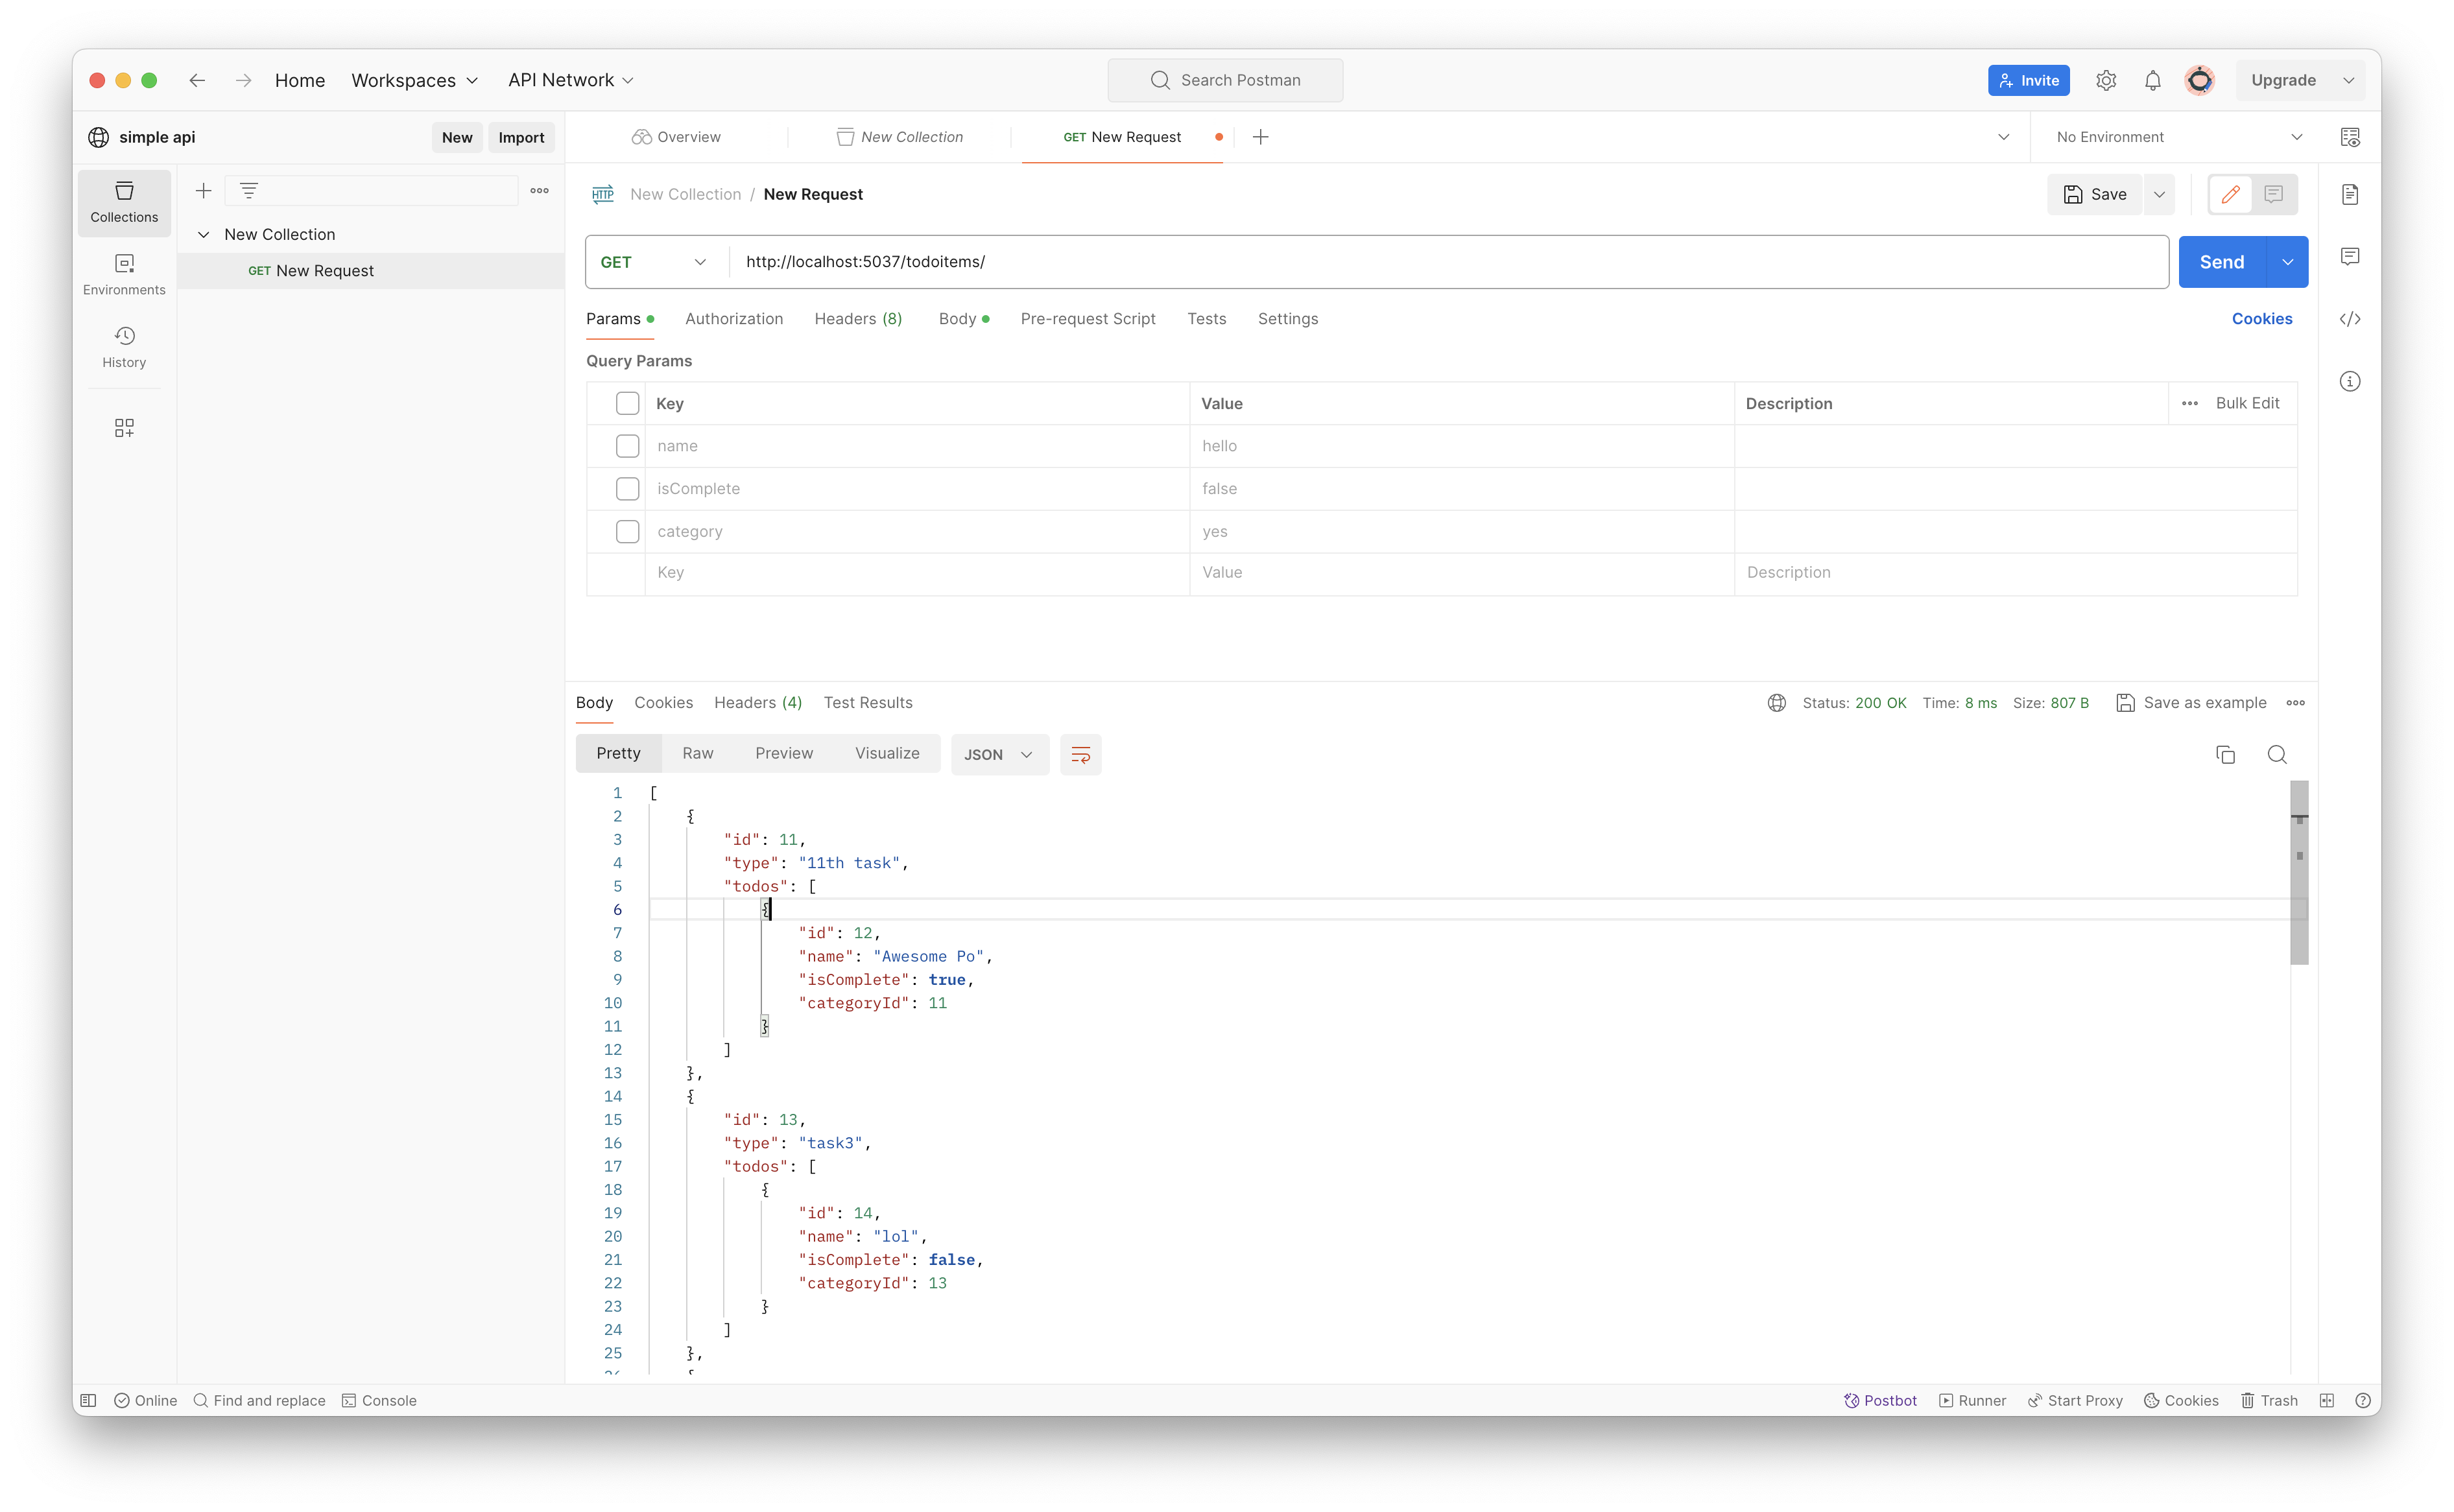 Home Workspaces API Network Search Postman Invite Upgrade
simple api New Import Overview New Collection GET New Request No Environment
Collections
New Collection
GET New Request
Environments
History
HTTP New Collection / New Request Save
GET http://localhost:5037/todoitems/ Send
Params Authorization Headers (8) Body Pre-request Script Tests Settings Cookies
Query Params
Key Value Description Bulk Edit
name hello
isComplete false
category yes
Key Value Description
Body Cookies Headers (4) Test Results Status: 200 OK Time: 8 ms Size: 807 B Save as example
Pretty Raw Preview Visualize JSON
1 [
2 {
3 "id": 11,
4 "type": "11th task",
5 "todos": [
6 {
7 "id": 12,
8 "name": "Awesome Po",
9 "isComplete": true,
10 "categoryId": 11
11 }
12 ]
13 },
14 {
15 "id": 13,
16 "type": "task3",
17 "todos": [
18 {
19 "id": 14,
20 "name": "lol",
21 "isComplete": false,
22 "categoryId": 13
23 }
24 ]
25 },
Online Find and replace Console Postbot Runner Start Proxy Cookies Trash